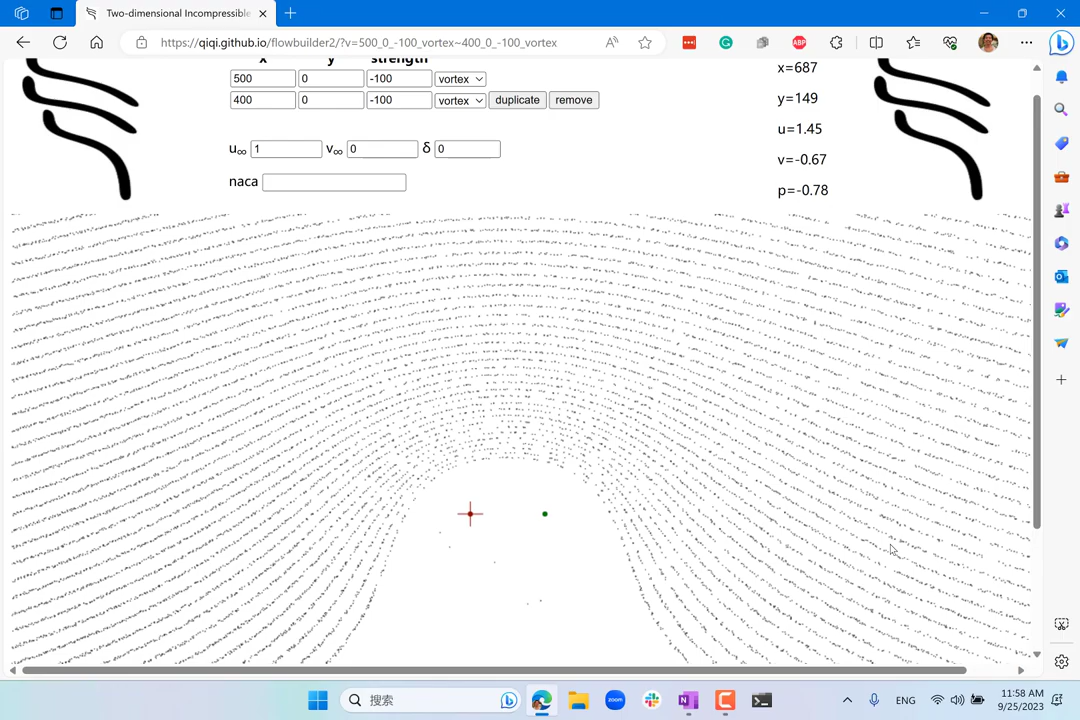 Two-dimensional Incompressible
https://qiqi.github.io/flowbuilder2/?v=500_0_-100_vortex~400_0_-100_vortex
x y strength
500 0 -100 vortex
400 0 -100 vortex duplicate remove
u∞ 1 v∞ 0 δ 0
naca
x=687
y=149
u=1.45
v=-0.67
p=-0.78
搜索
zoom
ENG
11:58 AM
9/25/2023
ABP